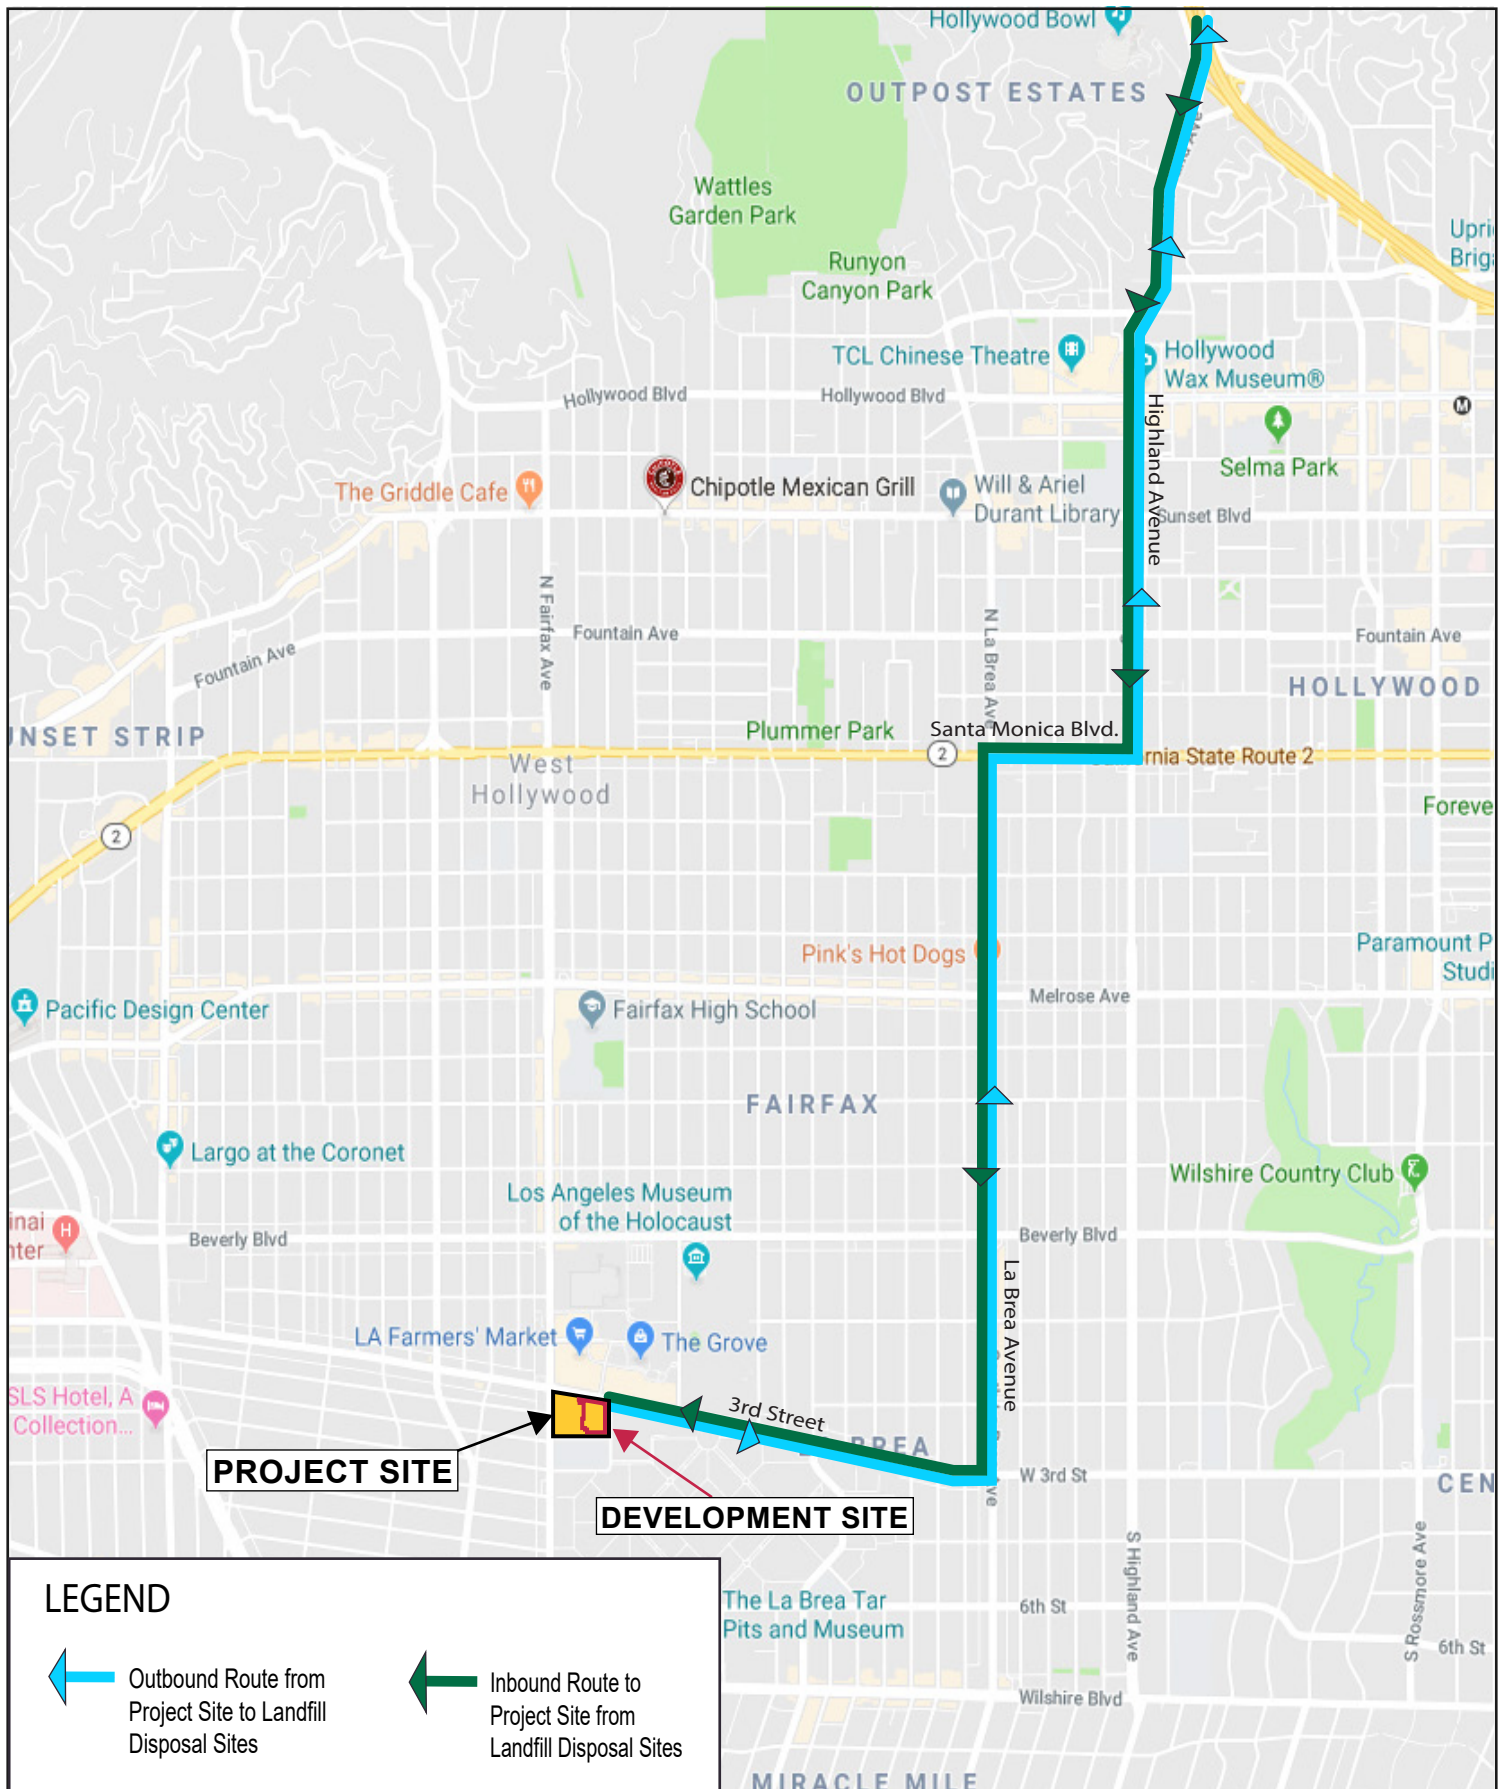 Hollywood Bowl
OUTPOST ESTATES
Wattles
Garden Park
Runyon
Canyon Park
TCL Chinese Theatre
Hollywood
Wax Museum®
Hollywood Blvd
Hollywood Blvd
M
Highland Avenue
Selma Park
The Griddle Cafe
Chipotle Mexican Grill
Will & Ariel
Durant Library
Sunset Blvd
N Fairfax Ave
N La Brea Ave
Fountain Ave
Fountain Ave
Fountain Ave
HOLLYWOOD
UNSET STRIP
Plummer Park
Santa Monica Blvd.
2
West
Hollywood
rnia State Route 2
2
Foreve
Pink's Hot Dogs
Paramount P
Studi
Melrose Ave
Pacific Design Center
Fairfax High School
FAIRFAX
Largo at the Coronet
Wilshire Country Club
Los Angeles Museum
of the Holocaust
inai
nter
H
Beverly Blvd
Beverly Blvd
La Brea Avenue
LA Farmers' Market
The Grove
SLS Hotel, A
Collection...
3rd Street
BREA
PROJECT SITE
W 3rd St
CEN
DEVELOPMENT SITE
S Highland Ave
S Rossmore Ave
The La Brea Tar
Pits and Museum
6th St
6th St
Wilshire Blvd
MIRACLE MILE
LEGEND
Outbound Route from
Project Site to Landfill
Disposal Sites
Inbound Route to
Project Site from
Landfill Disposal Sites